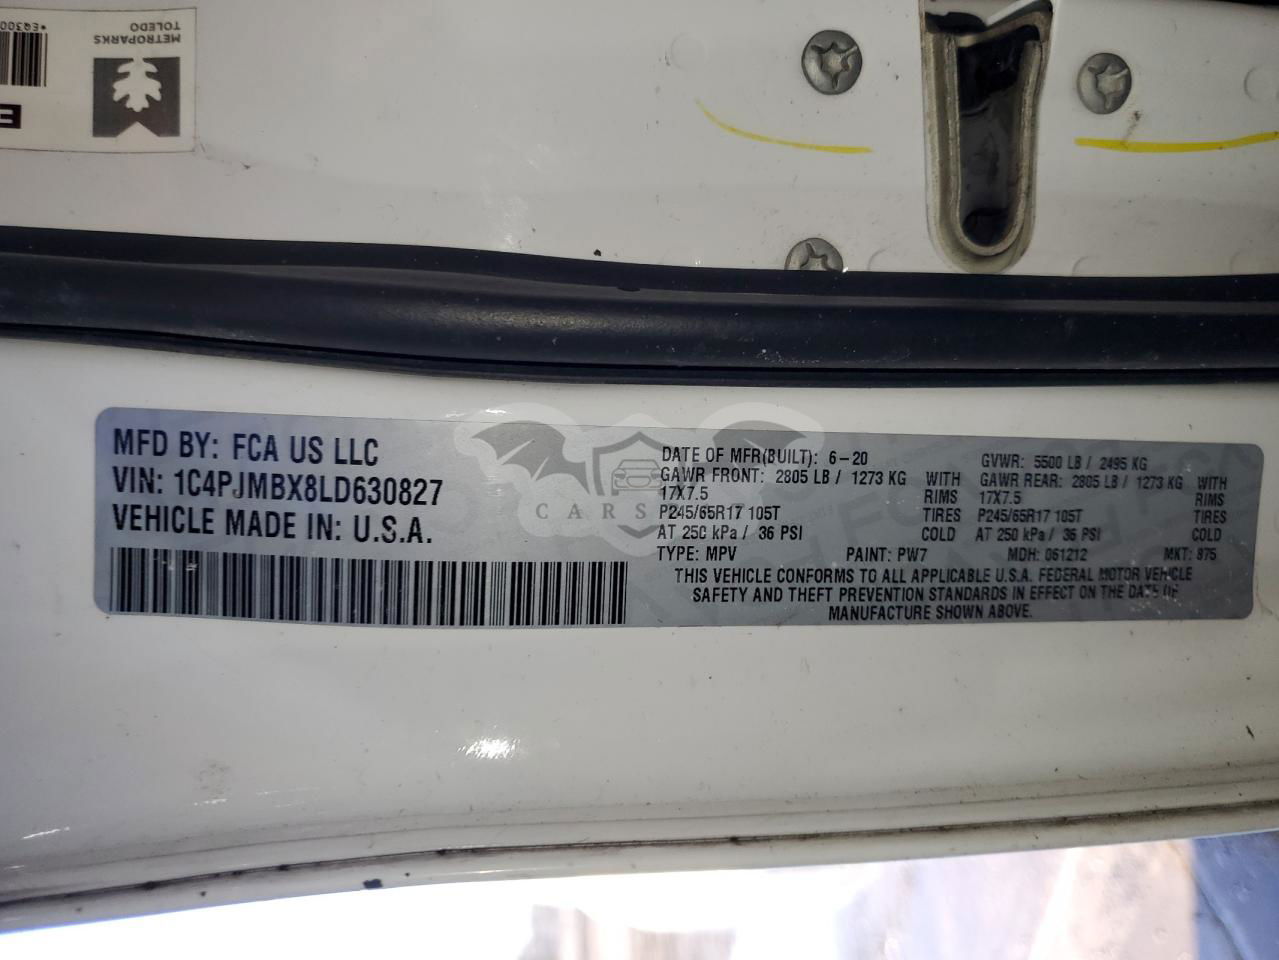 METROPARKS
TOLEDO
MFD BY: FCA US LLC
VIN: 1C4PJMBX8LD630827
VEHICLE MADE IN: U.S.A.
DATE OF MFR(BUILT): 6-20
GVWR: 5500 LB / 2495 KG
GAWR FRONT: 2805 LB / 1273 KG WITH
GAWR REAR: 2805 LB / 1273 KG WITH
17X7.5 RIMS
17X7.5 RIMS
P245/65R17 105T TIRES
P245/65R17 105T TIRES
AT 250 kPa / 36 PSI COLD
AT 250 kPa / 36 PSI COLD
TYPE: MPV PAINT: PW7 MDH: 061212 MKT: 875
THIS VEHICLE CONFORMS TO ALL APPLICABLE U.S.A. FEDERAL MOTOR VEHICLE
SAFETY AND THEFT PREVENTION STANDARDS IN EFFECT ON THE DATE OF
MANUFACTURE SHOWN ABOVE.